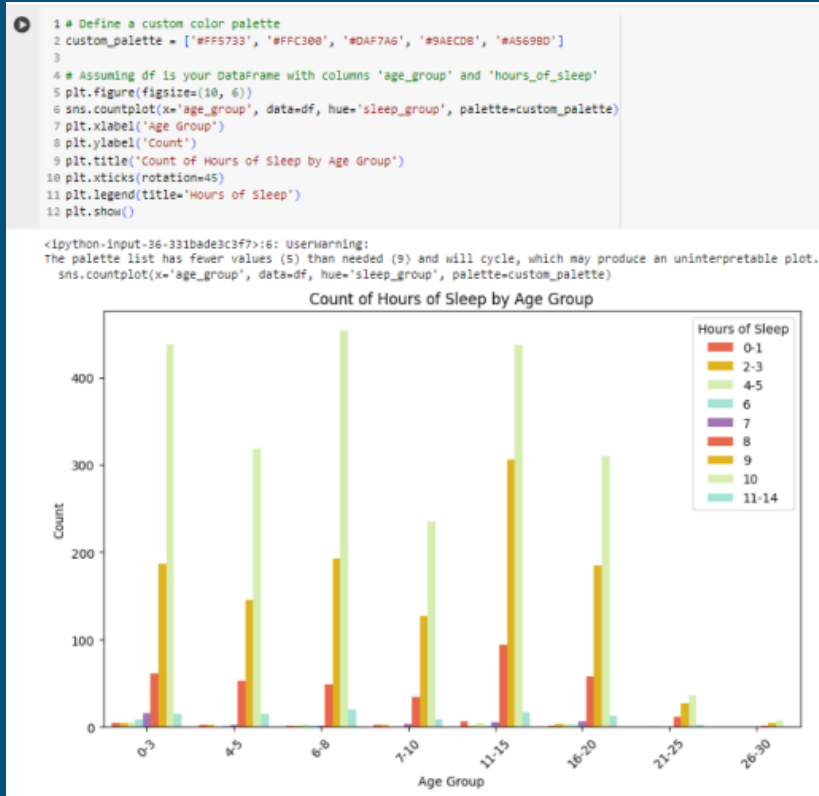 1 # Define a custom color palette
2 custom_palette = ['#FF5733', '#FFC300', '#DAF7A6', '#9AECDB', '#A569BD']
3
4 # Assuming df is your DataFrame with columns 'age_group' and 'hours_of_sleep'
5 plt.figure(figsize=(10, 6))
6 sns.countplot(x='age_group', data=df, hue='sleep_group', palette=custom_palette)
7 plt.xlabel('Age Group')
8 plt.ylabel('Count')
9 plt.title('Count of Hours of Sleep by Age Group')
10 plt.xticks(rotation=45)
11 plt.legend(title='Hours of Sleep')
12 plt.show()
<ipython-input-36-331bade3c3f7>:6: UserWarning:
The palette list has fewer values (5) than needed (9) and will cycle, which may produce an uninterpretable plot.
sns.countplot(x='age_group', data=df, hue='sleep_group', palette=custom_palette)
Count of Hours of Sleep by Age Group
Hours of Sleep
0-1
2-3
4-5
6
7
8
9
10
11-14
400
300
200
100
0
Count
0-3
4-5
6-8
7-10
11-15
16-20
21-25
26-30
Age Group